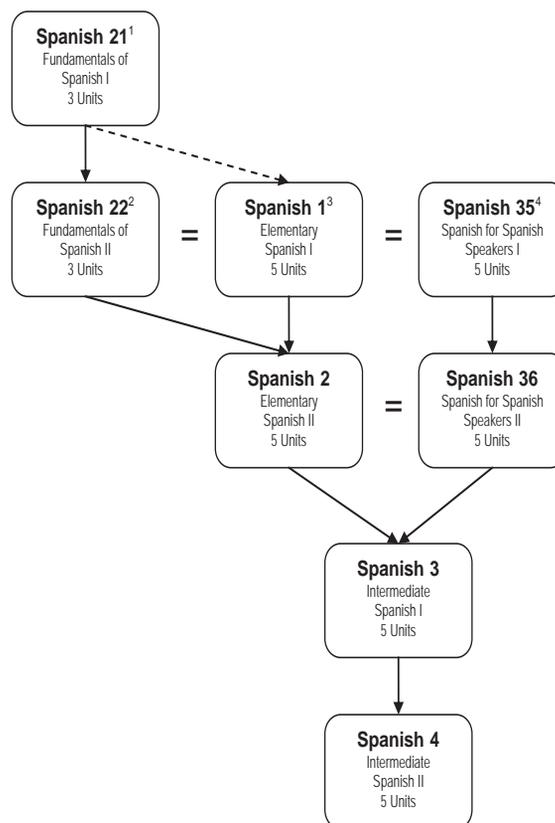 Spanish 21¹
Fundamentals of
Spanish I
3 Units
Spanish 22²
Fundamentals of
Spanish II
3 Units
=
Spanish 1³
Elementary
Spanish I
5 Units
=
Spanish 35⁴
Spanish for Spanish
Speakers I
5 Units
Spanish 2
Elementary
Spanish II
5 Units
=
Spanish 36
Spanish for Spanish
Speakers II
5 Units
Spanish 3
Intermediate
Spanish I
5 Units
Spanish 4
Intermediate
Spanish II
5 Units